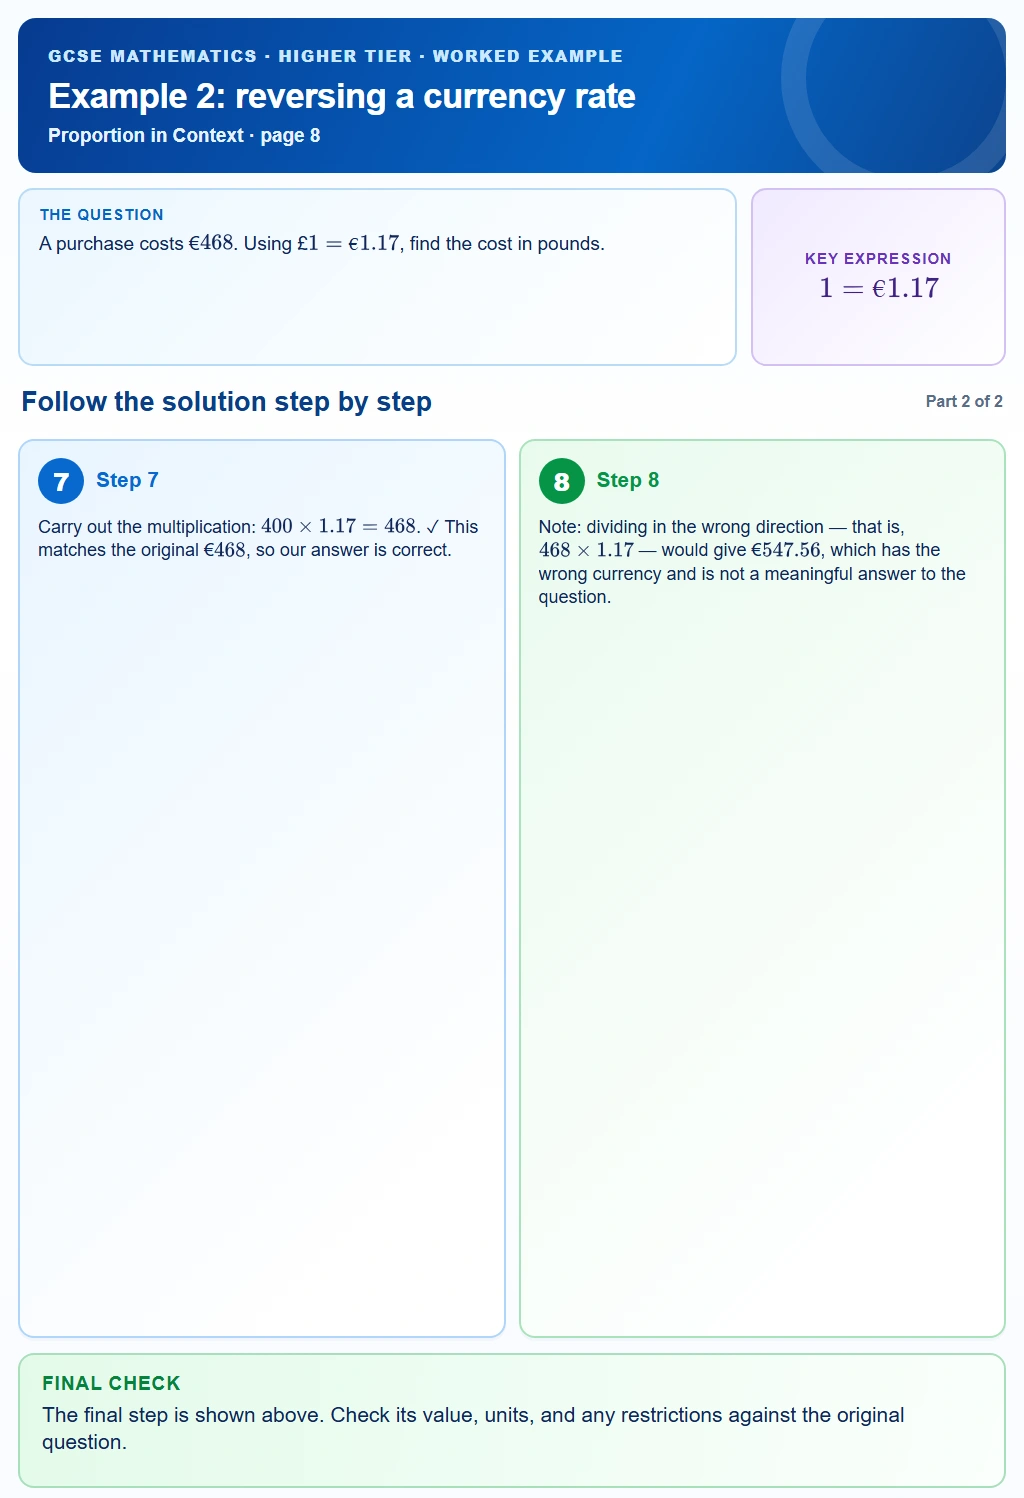 GCSE MATHEMATICS · HIGHER TIER · WORKED EXAMPLE
Example 2: reversing a currency rate
Proportion in Context · page 8
THE QUESTION
A purchase costs €468. Using £1 = €1.17, find the cost in pounds.
KEY EXPRESSION
1 = €1.17
Follow the solution step by step
Part 2 of 2
7 Step 7
Carry out the multiplication: 400 × 1.17 = 468. ✓ This
matches the original €468, so our answer is correct.
8 Step 8
Note: dividing in the wrong direction — that is,
468 × 1.17 — would give €547.56, which has the
wrong currency and is not a meaningful answer to the
question.
FINAL CHECK
The final step is shown above. Check its value, units, and any restrictions against the original
question.